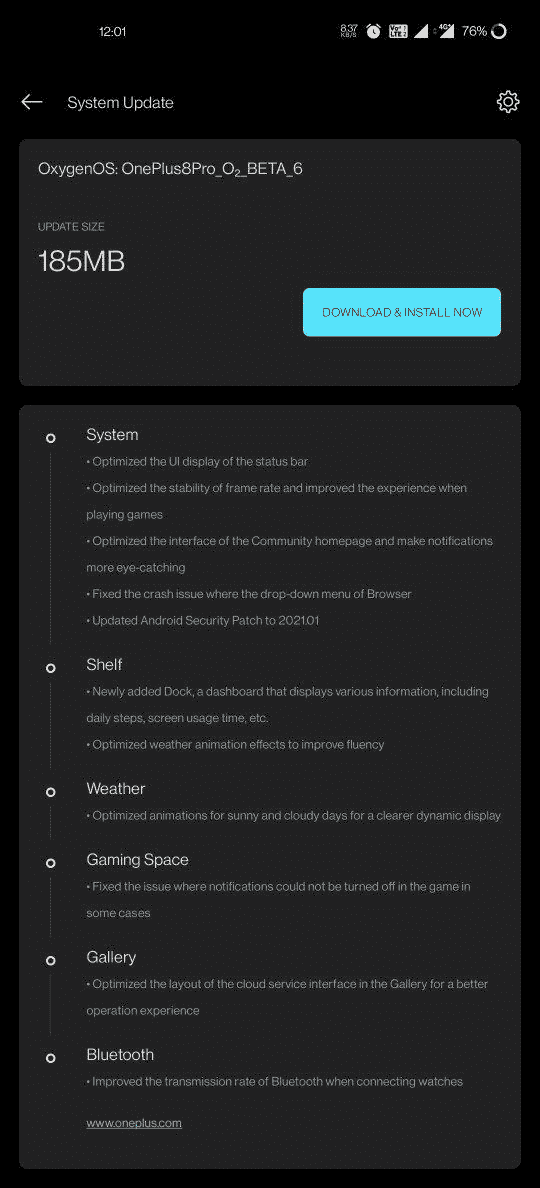 12:01
8.37 KB/S Vo 1 LTE 2 4G+ 76%
System Update
OxygenOS: OnePlus8Pro_O₂_BETA_6
UPDATE SIZE
185MB
DOWNLOAD & INSTALL NOW
System
• Optimized the UI display of the status bar
• Optimized the stability of frame rate and improved the experience when
playing games
• Optimized the interface of the Community homepage and make notifications
more eye-catching
• Fixed the crash issue where the drop-down menu of Browser
• Updated Android Security Patch to 2021.01
Shelf
• Newly added Dock, a dashboard that displays various information, including
daily steps, screen usage time, etc.
• Optimized weather animation effects to improve fluency
Weather
• Optimized animations for sunny and cloudy days for a clearer dynamic display
Gaming Space
• Fixed the issue where notifications could not be turned off in the game in
some cases
Gallery
• Optimized the layout of the cloud service interface in the Gallery for a better
operation experience
Bluetooth
• Improved the transmission rate of Bluetooth when connecting watches
www.oneplus.com